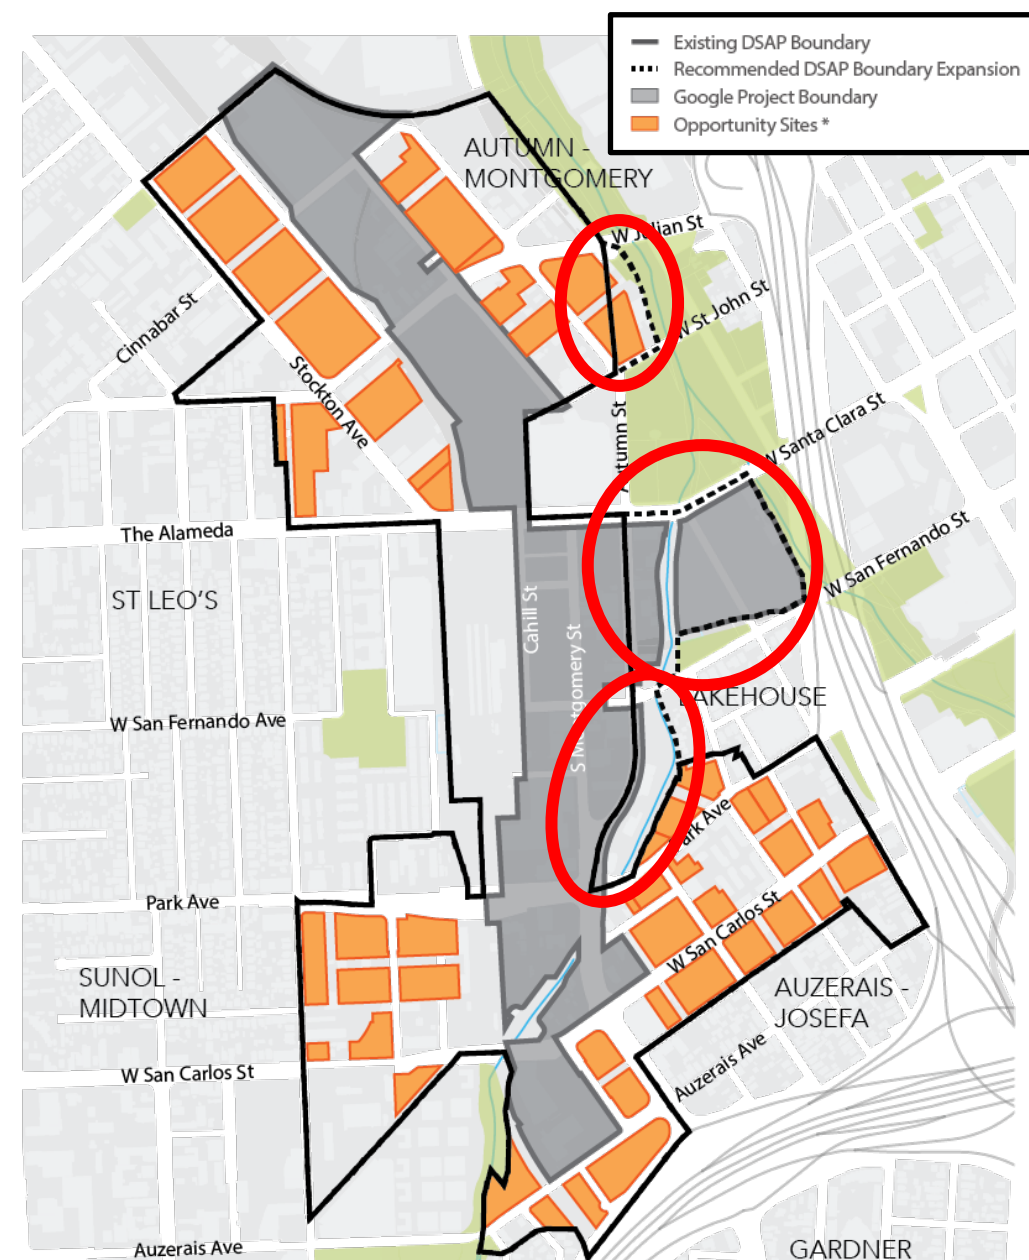 Existing DSAP Boundary
Recommended DSAP Boundary Expansion
Google Project Boundary
Opportunity Sites *
AUTUMN -
MONTGOMERY
W Julian St
W St John St
Cinnabar St
Stockton Ave
Autumn St
W Santa Clara St
The Alameda
W San Fernando St
ST LEO'S
Cahill St
S Montgomery St
LAKEHOUSE
W San Fernando Ave
Park Ave
Park Ave
W San Carlos St
SUNOL -
MIDTOWN
AUZERAIS -
JOSEFA
W San Carlos St
Auzerais Ave
Auzerais Ave
GARDNER